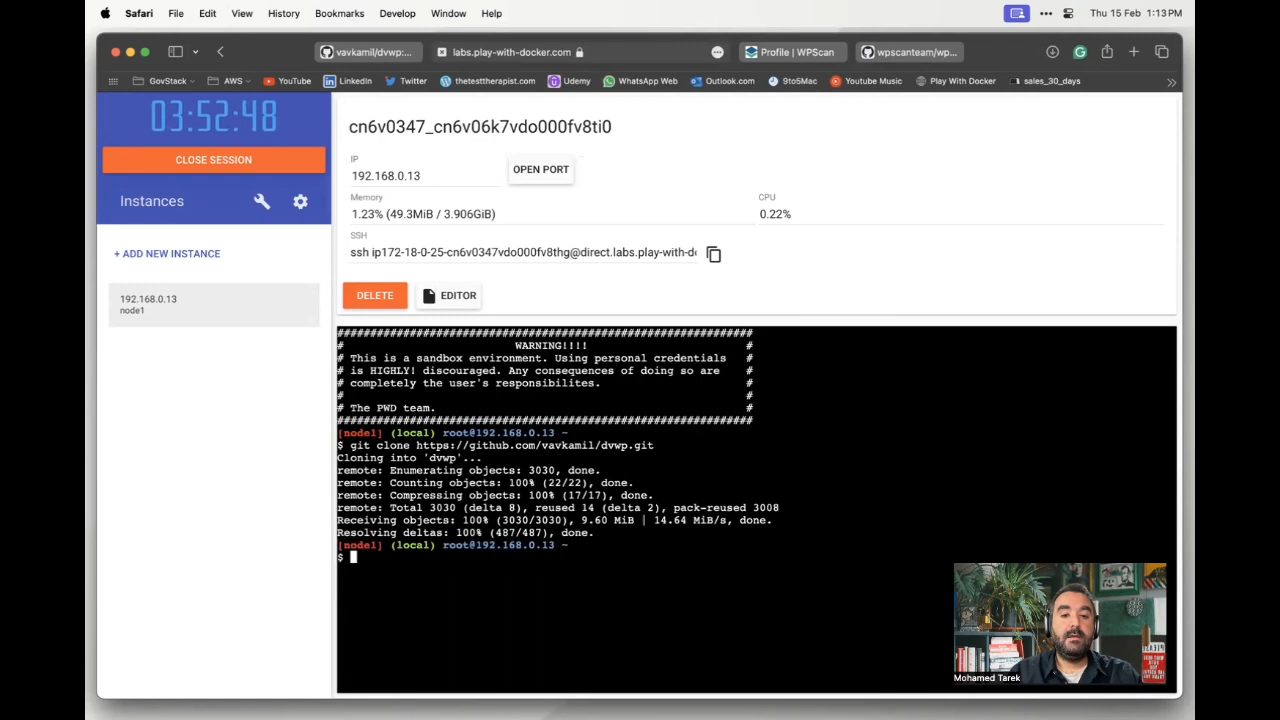 Safari File Edit View History Bookmarks Develop Window Help Thu 15 Feb 1:13 PM
vavkamil/dvwp:... labs.play-with-docker.com Profile | WPScan wpscanteam/wp...
GovStack AWS YouTube LinkedIn Twitter thetesttherapist.com Udemy WhatsApp Web Outlook.com 9to5Mac YouTube Music Play With Docker sales_30_days
03:52:48
CLOSE SESSION
Instances
+ ADD NEW INSTANCE
192.168.0.13
node1
cn6v0347_cn6v06k7vdo000fv8ti0
IP
192.168.0.13
OPEN PORT
Memory
1.23% (49.3MiB / 3.906GiB)
CPU
0.22%
SSH
ssh ip172-18-0-25-cn6v0347vdo000fv8thg@direct.labs.play-with-do
DELETE
EDITOR
###############################################################
# WARNING!!!! #
# This is a sandbox environment. Using personal credentials #
# is HIGHLY! discouraged. Any consequences of doing so are #
# completely the user's responsibilites. #
# #
# The PWD team. #
###############################################################
[node1] (local) root@192.168.0.13 ~
$ git clone https://github.com/vavkamil/dvwp.git
Cloning into 'dvwp'...
remote: Enumerating objects: 3030, done.
remote: Counting objects: 100% (22/22), done.
remote: Compressing objects: 100% (17/17), done.
remote: Total 3030 (delta 8), reused 14 (delta 2), pack-reused 3008
Receiving objects: 100% (3030/3030), 9.60 MiB | 14.64 MiB/s, done.
Resolving deltas: 100% (487/487), done.
[node1] (local) root@192.168.0.13 ~
$
Mohamed Tarek